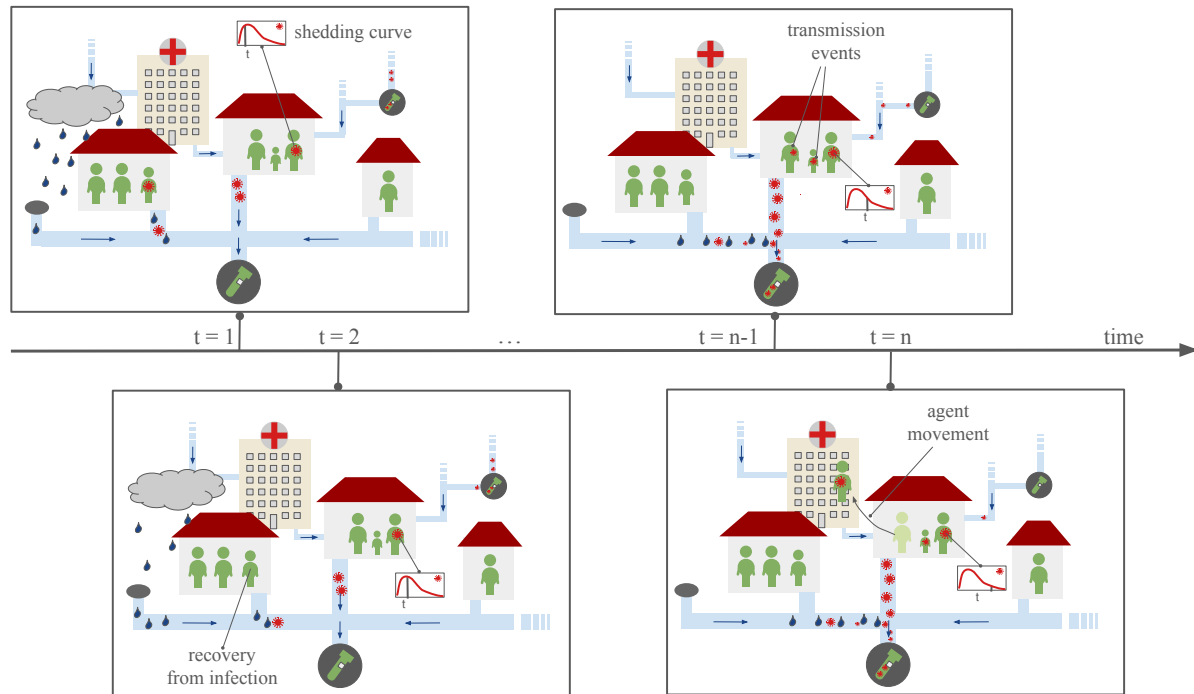 shedding curve
t
transmission
events
t
t = 1
t = 2
...
t = n-1
t = n
time
agent
movement
t
recovery
from infection
t